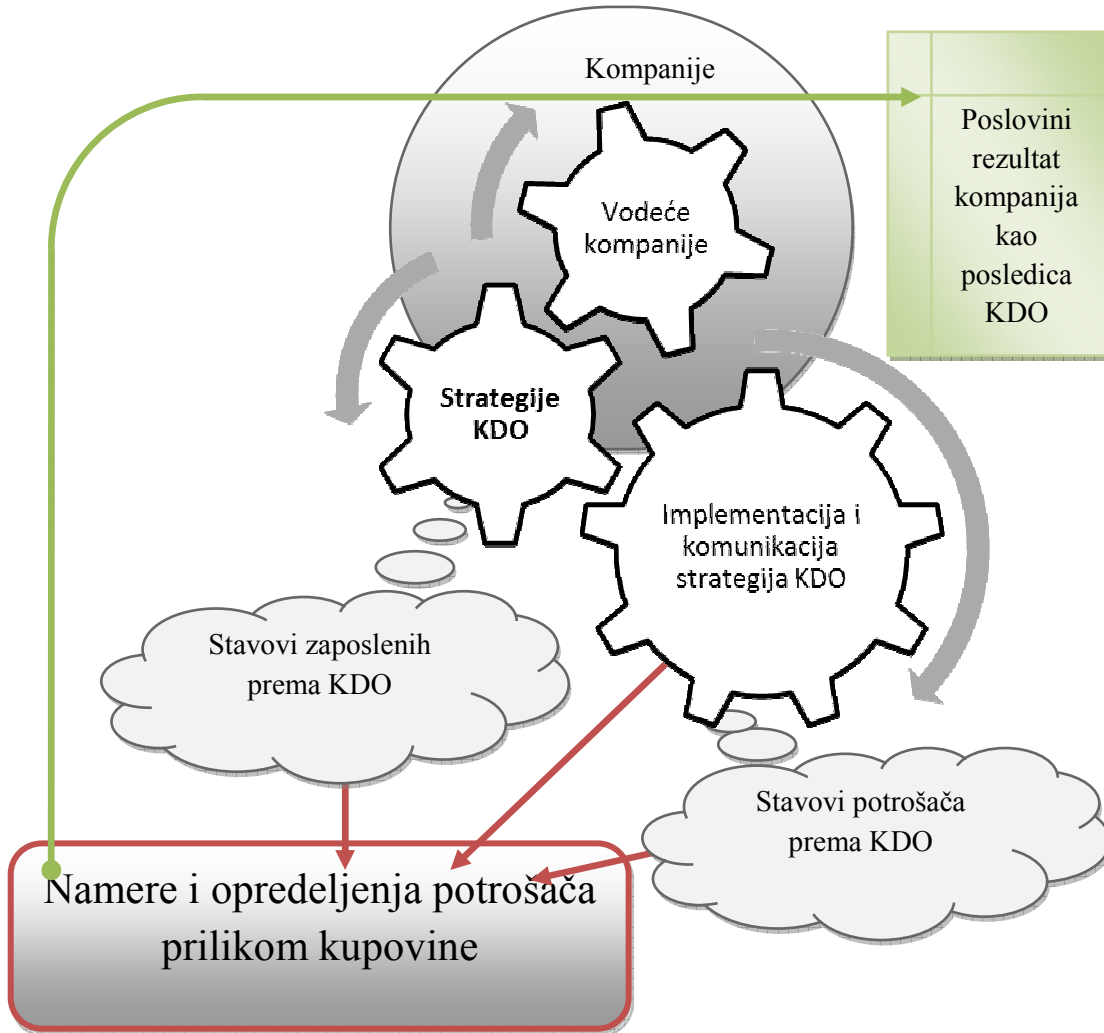 Kompanije
Poslovini
rezultat
kompanija
kao
posledica
KDO
Vodeće
kompanije
Strategije
KDO
Implementacija i
komunikacija
strategija KDO
Stavovi zaposlenih
prema KDO
Stavovi potrošača
prema KDO
Namere i opredeljenja potrošača
prilikom kupovine